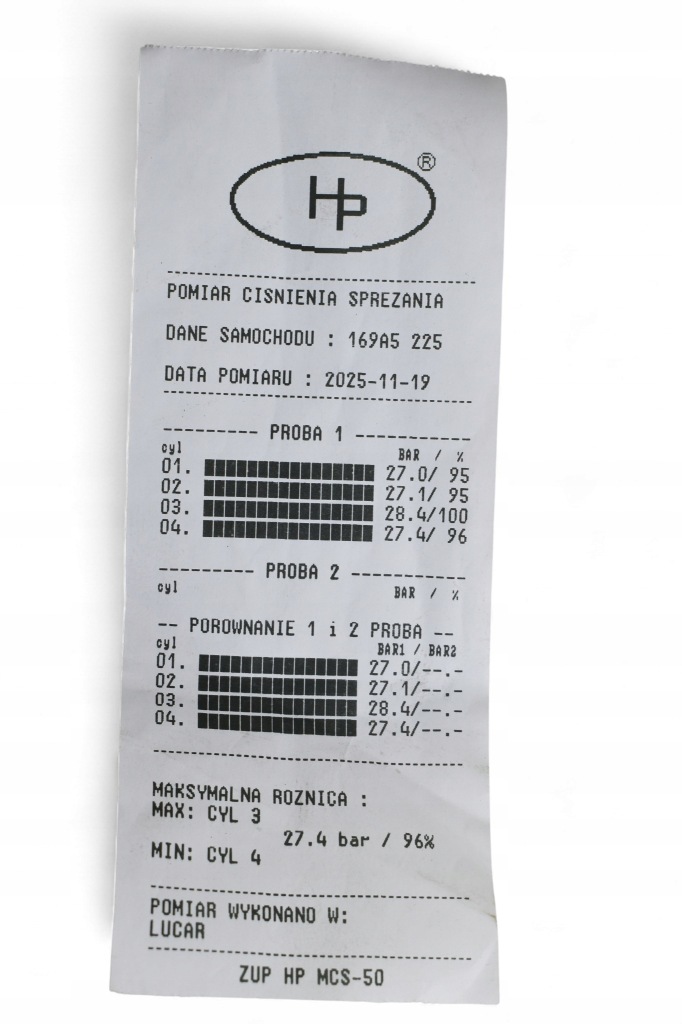 HP ®
POMIAR CISNIENIA SPREZANIA
DANE SAMOCHODU : 169A5 225
DATA POMIARU : 2025-11-19
--------- PROBA 1 -----------
cyl BAR / %
01. 27.0/ 95
02. 27.1/ 95
03. 28.4/100
04. 27.4/ 96
--------- PROBA 2 -----------
cyl BAR / %
-- POROWNANIE 1 i 2 PROBA --
cyl BAR1 / BAR2
01. 27.0/--.-
02. 27.1/--.-
03. 28.4/--.-
04. 27.4/--.-
MAKSYMALNA ROZNICA :
MAX: CYL 3
27.4 bar / 96%
MIN: CYL 4
POMIAR WYKONANO W:
LUCAR
ZUP HP MCS-50